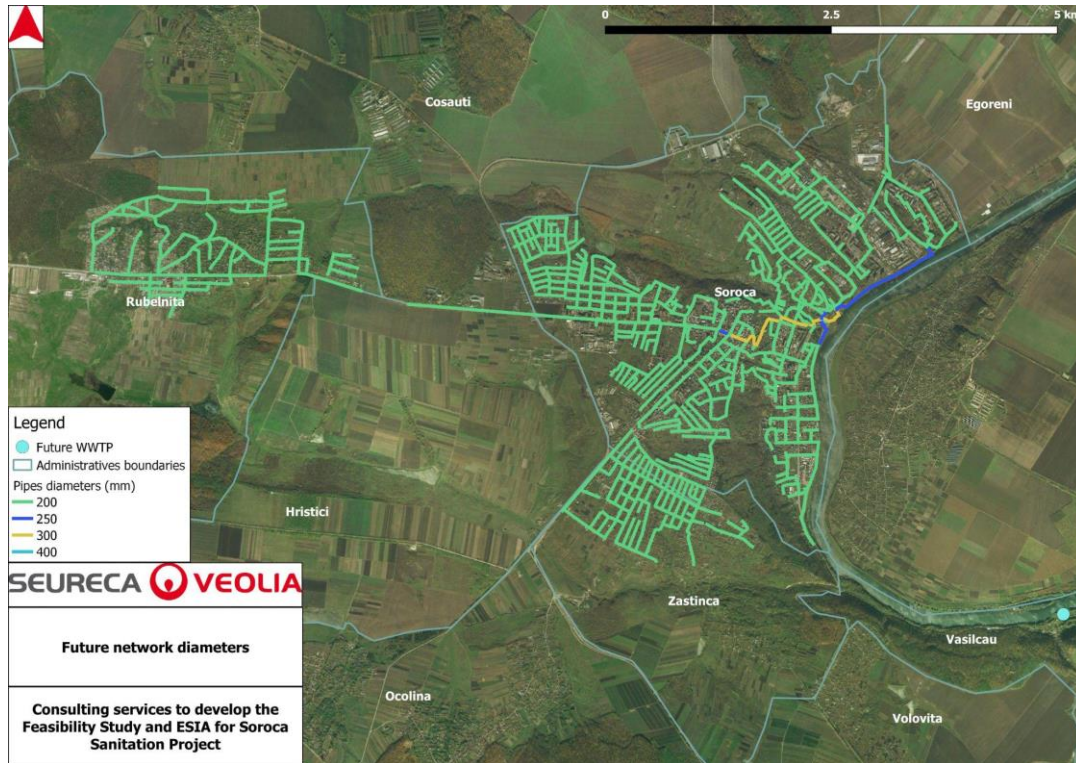 0 2.5 5 km
Cosauti
Egoreni
Soroca
Rubelnita
Hristici
Zastinca
Vasilcau
Ocolina
Volovita
Legend
Future WWTP
Administratives boundaries
Pipes diameters (mm)
200
250
300
400
SEURECA VEOLIA
Future network diameters
Consulting services to develop the
Feasibility Study and ESIA for Soroca
Sanitation Project